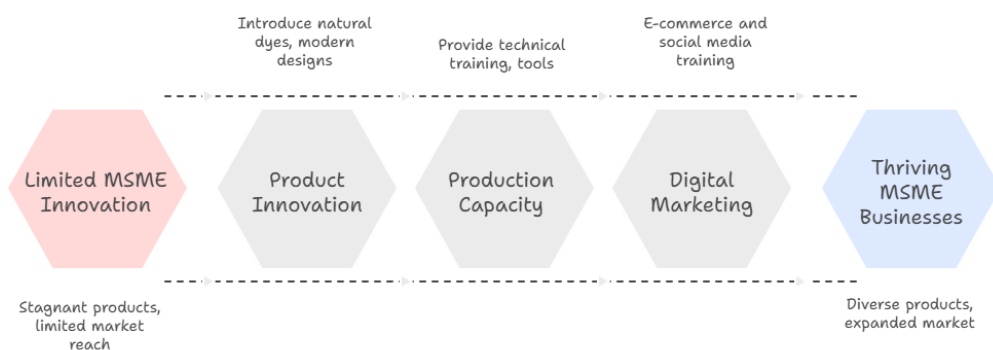 Introduce natural
dyes, modern
designs
Provide technical
training, tools
E-commerce and
social media
training
Limited MSME
Innovation
Product
Innovation
Production
Capacity
Digital
Marketing
Thriving
MSME
Businesses
Stagnant products,
limited market
reach
Diverse products,
expanded market